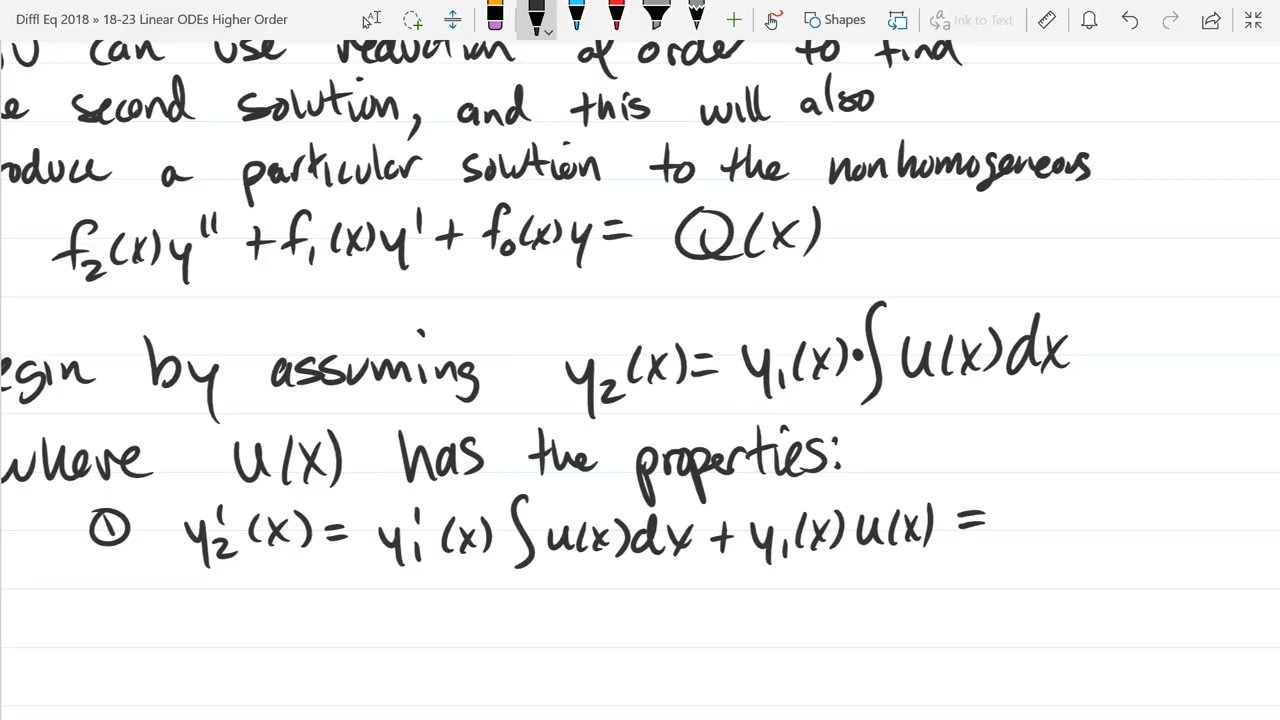 Diffl Eq 2018 » 18-23 Linear ODEs Higher Order
Shapes
Ink to Text
can use reduction of order to find
e second solution, and this will also
oduce a particular solution to the nonhomogeneous
f₂(x)y'' + f₁(x)y' + f₀(x)y = Q(x)
egin by assuming y₂(x) = y₁(x)·∫u(x)dx
where u(x) has the properties:
① y₂'(x) = y₁'(x)∫u(x)dx + y₁(x)u(x) =